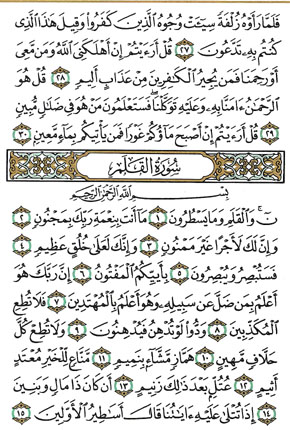 فَلَمَّا رَأَوْهُ زُلْفَةً سِيٓـَٔتْ وُجُوهُ ٱلَّذِينَ كَفَرُوا۟ وَقِيلَ هَـٰذَا ٱلَّذِى
كُنتُم بِهِۦ تَدَّعُونَ ٢٧ قُلْ أَرَءَيْتُمْ إِنْ أَهْلَكَنِىَ ٱللَّهُ وَمَن مَّعِىَ
أَوْ رَحِمَنَا فَمَن يُجِيرُ ٱلْكَـٰفِرِينَ مِنْ عَذَابٍ أَلِيمٍ ٢٨ قُلْ هُوَ
ٱلرَّحْمَـٰنُ ءَامَنَّا بِهِۦ وَعَلَيْهِ تَوَكَّلْنَا ۖ فَسَتَعْلَمُونَ مَنْ هُوَ فِى ضَلَـٰلٍ مُّبِينٍ
٢٩ قُلْ أَرَءَيْتُمْ إِنْ أَصْبَحَ مَآؤُكُمْ غَوْرًا فَمَن يَأْتِيكُم بِمَآءٍ مَّعِينٍۭ ٣٠
سُورَةُ القَلَمِ
بِسْمِ ٱللَّهِ ٱلرَّحْمَـٰنِ ٱلرَّحِيمِ
نٓ ۚ وَٱلْقَلَمِ وَمَا يَسْطُرُونَ ١ مَآ أَنتَ بِنِعْمَةِ رَبِّكَ بِمَجْنُونٍ ٢
وَإِنَّ لَكَ لَأَجْرًا غَيْرَ مَمْنُونٍ ٣ وَإِنَّكَ لَعَلَىٰ خُلُقٍ عَظِيمٍ ٤
فَسَتُبْصِرُ وَيُبْصِرُونَ ٥ بِأَييِّكُمُ ٱلْمَفْتُونُ ٦ إِنَّ رَبَّكَ هُوَ
أَعْلَمُ بِمَن ضَلَّ عَن سَبِيلِهِۦ وَهُوَ أَعْلَمُ بِٱلْمُهْتَدِينَ ٧ فَلَا تُطِعِ
ٱلْمُكَذِّبِينَ ٨ وَدُّوا۟ لَوْ تُدْهِنُ فَيُدْهِنُونَ ٩ وَلَا تُطِعْ كُلَّ
حَلَّافٍ مَّهِينٍ ١٠ هَمَّازٍ مَّشَّآءٍۭ بِنَمِيمٍ ١١ مَّنَّاعٍ لِّلْخَيْرِ مُعْتَدٍ
أَثِيمٍ ١٢ عُتُلٍّۭ بَعْدَ ذَٰلِكَ زَنِيمٍ ١٣ أَن كَانَ ذَا مَالٍ وَبَنِينَ
١٤ إِذَا تُتْلَىٰ عَلَيْهِ ءَايَـٰتُنَا قَالَ أَسَـٰطِيرُ ٱلْأَوَّلِينَ ١٥